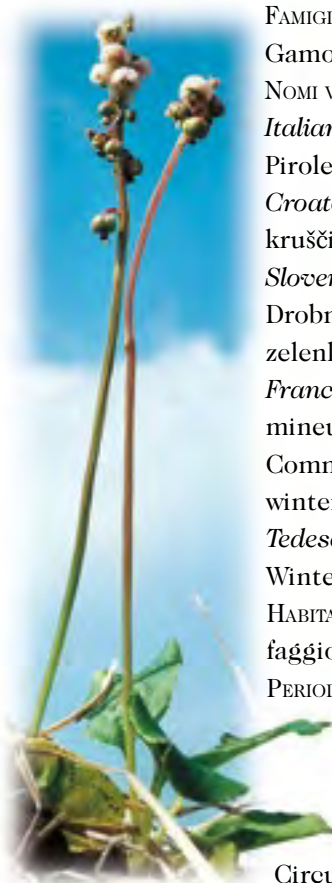 FAMIGL
Gamo
NOMI V
Italian
Pirole
Croat
krušči
Sloven
Drobn
zelenk
Franc
mineu
Comm
winter
Tedesc
Winte
HABITA
faggio
PERIOD
Circu